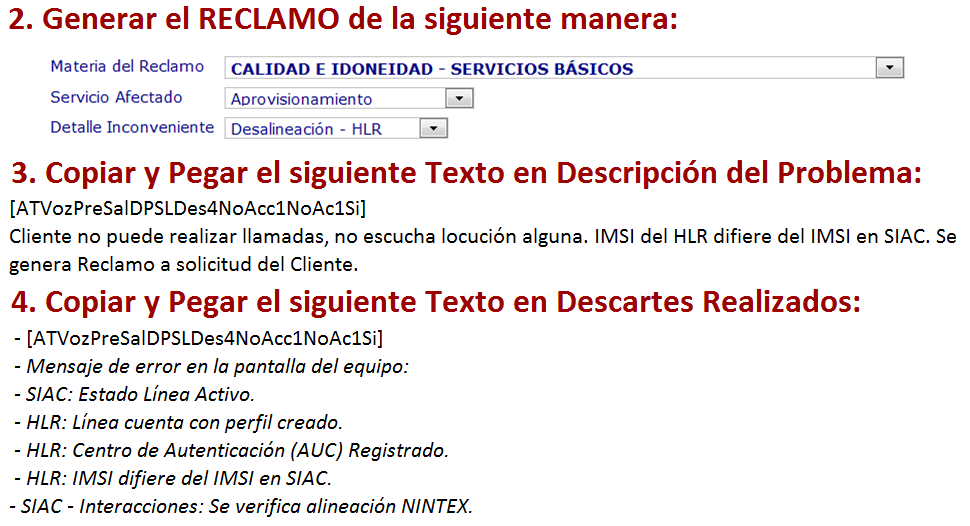 2. Generar el RECLAMO de la siguiente manera:
Materia del Reclamo CALIDAD E IDONEIDAD - SERVICIOS BÁSICOS
Servicio Afectado Aprovisionamiento
Detalle Inconveniente Desalineación - HLR
3. Copiar y Pegar el siguiente Texto en Descripción del Problema:
[ATVozPreSalDPSLDes4NoAcc1NoAc1Si]
Cliente no puede realizar llamadas, no escucha locución alguna. IMSI del HLR difiere del IMSI en SIAC. Se
genera Reclamo a solicitud del Cliente.
4. Copiar y Pegar el siguiente Texto en Descartes Realizados:
- [ATVozPreSalDPSLDes4NoAcc1NoAc1Si]
- Mensaje de error en la pantalla del equipo:
- SIAC: Estado Línea Activo.
- HLR: Línea cuenta con perfil creado.
- HLR: Centro de Autenticación (AUC) Registrado.
- HLR: IMSI difiere del IMSI en SIAC.
- SIAC - Interacciones: Se verifica alineación NINTEX.